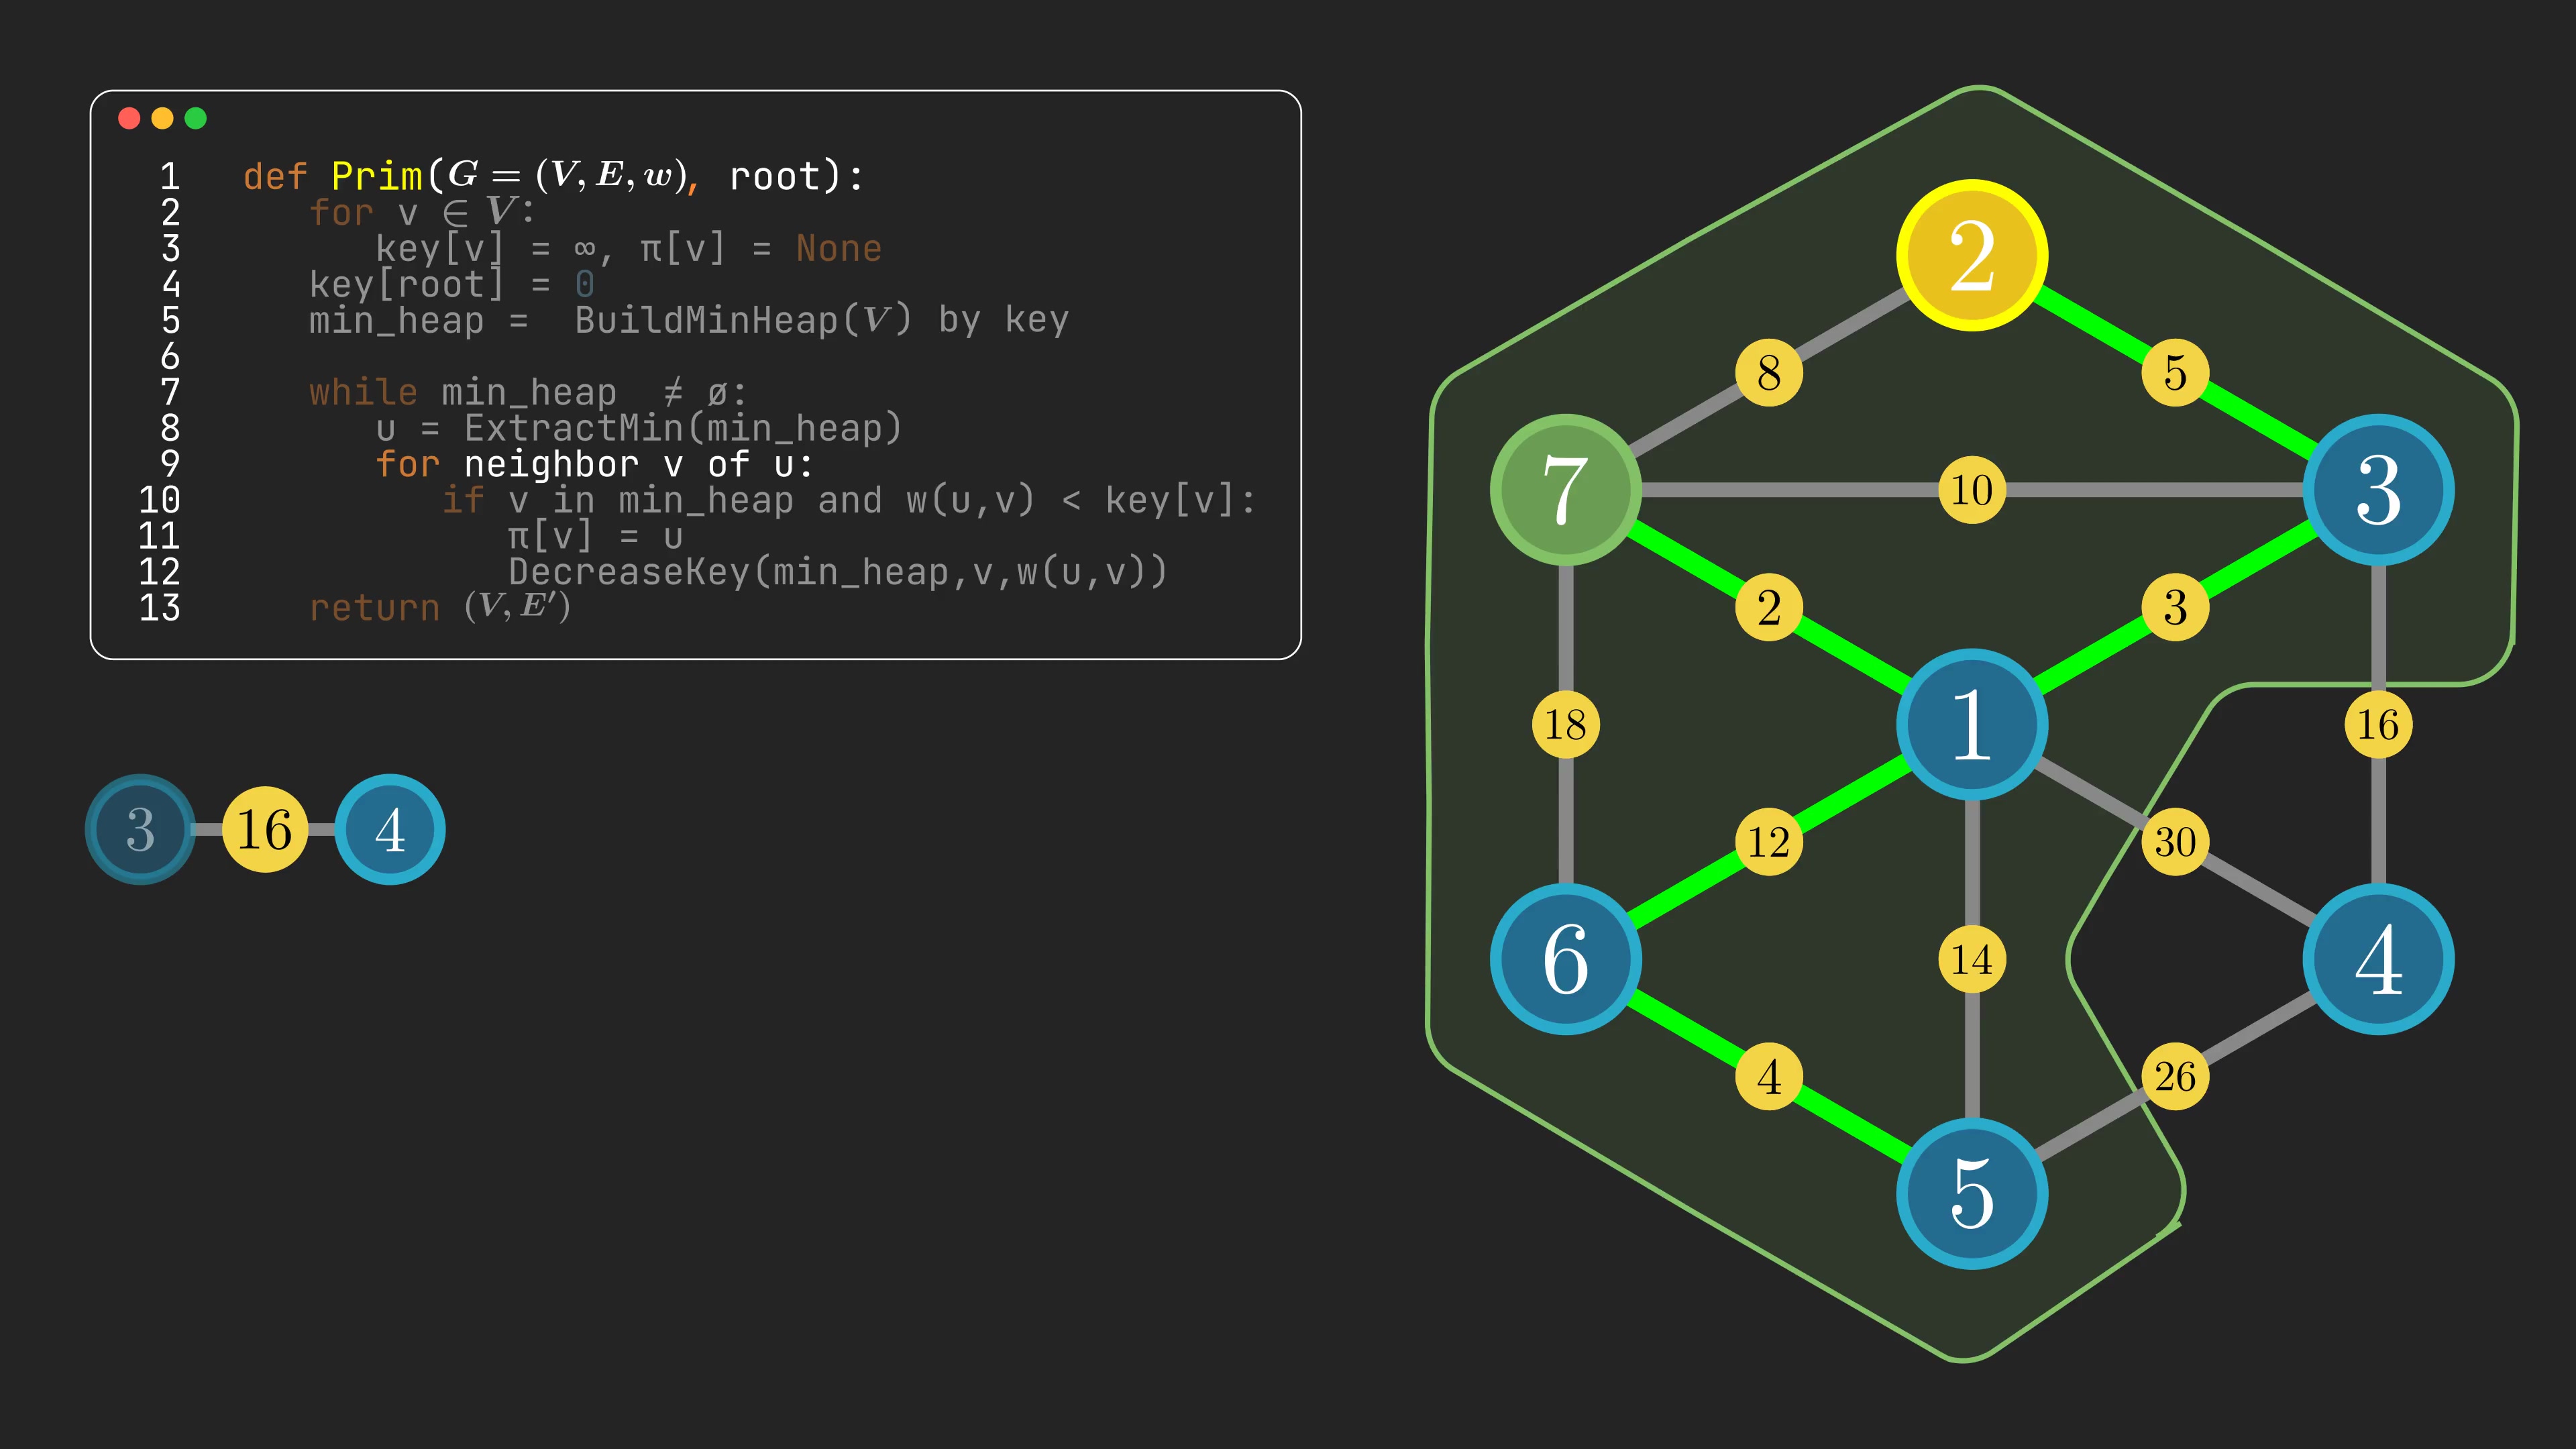 1 def Prim(G = (V, E, w), root):
2 for v ∈ V:
3 key[v] = ∞, π[v] = None
4 key[root] = 0
5 min_heap = BuildMinHeap(V) by key
6
7 while min_heap ≠ ø:
8 u = ExtractMin(min_heap)
9 for neighbor v of u:
10 if v in min_heap and w(u,v) < key[v]:
11 π[v] = u
12 DecreaseKey(min_heap,v,w(u,v))
13 return (V, E′)
3 16 4
2
8 5
7 10 3
2 3
18 1 16
12 30
6 14 4
4 26
5